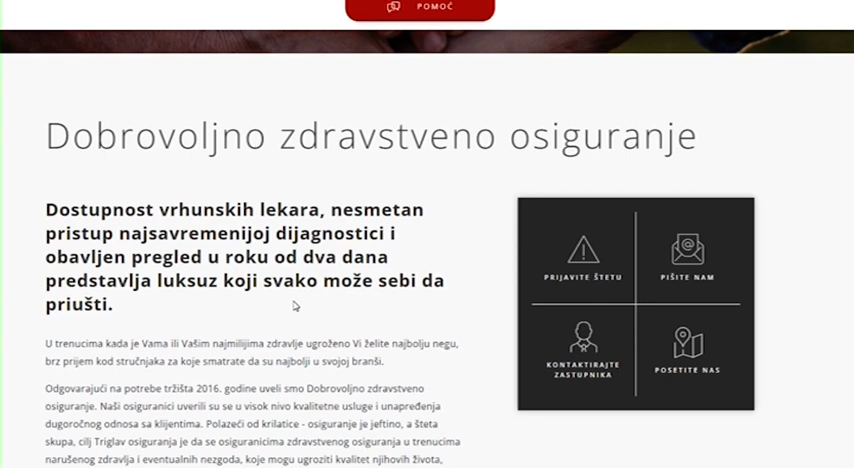 POMOĆ
Dobrovoljno zdravstveno osiguranje
Dostupnost vrhunskih lekara, nesmetan
pristup najsavremenijoj dijagnostici i
obavljen pregled u roku od dva dana
predstavlja luksuz koji svako može sebi da
priušti.
U trenucima kada je Vama ili Vašim najmilijima zdravlje ugroženo Vi želite najbolju negu,
brz prijem kod stručnjaka za koje smatrate da su najbolji u svojoj branši.
Odgovarajući na potrebe tržišta 2016. godine uveli smo Dobrovoljno zdravstveno
osiguranje. Naši osiguranici uverili su se u visok nivo kvalitetne usluge i unapređenja
dugoročnog odnosa sa klijentima. Polazeći od krilatice - osiguranje je jeftino, a šteta
skupa, cilj Triglav osiguranja je da se osiguranicima zdravstvenog osiguranja u trenucima
narušenog zdravlja i eventualnih nezgoda, koje mogu ugroziti kvalitet njihovih života,
PRIJAVITE ŠTETU
PIŠITE NAM
KONTAKTIRAJTE
ZASTUPNIKA
POSETITE NAS